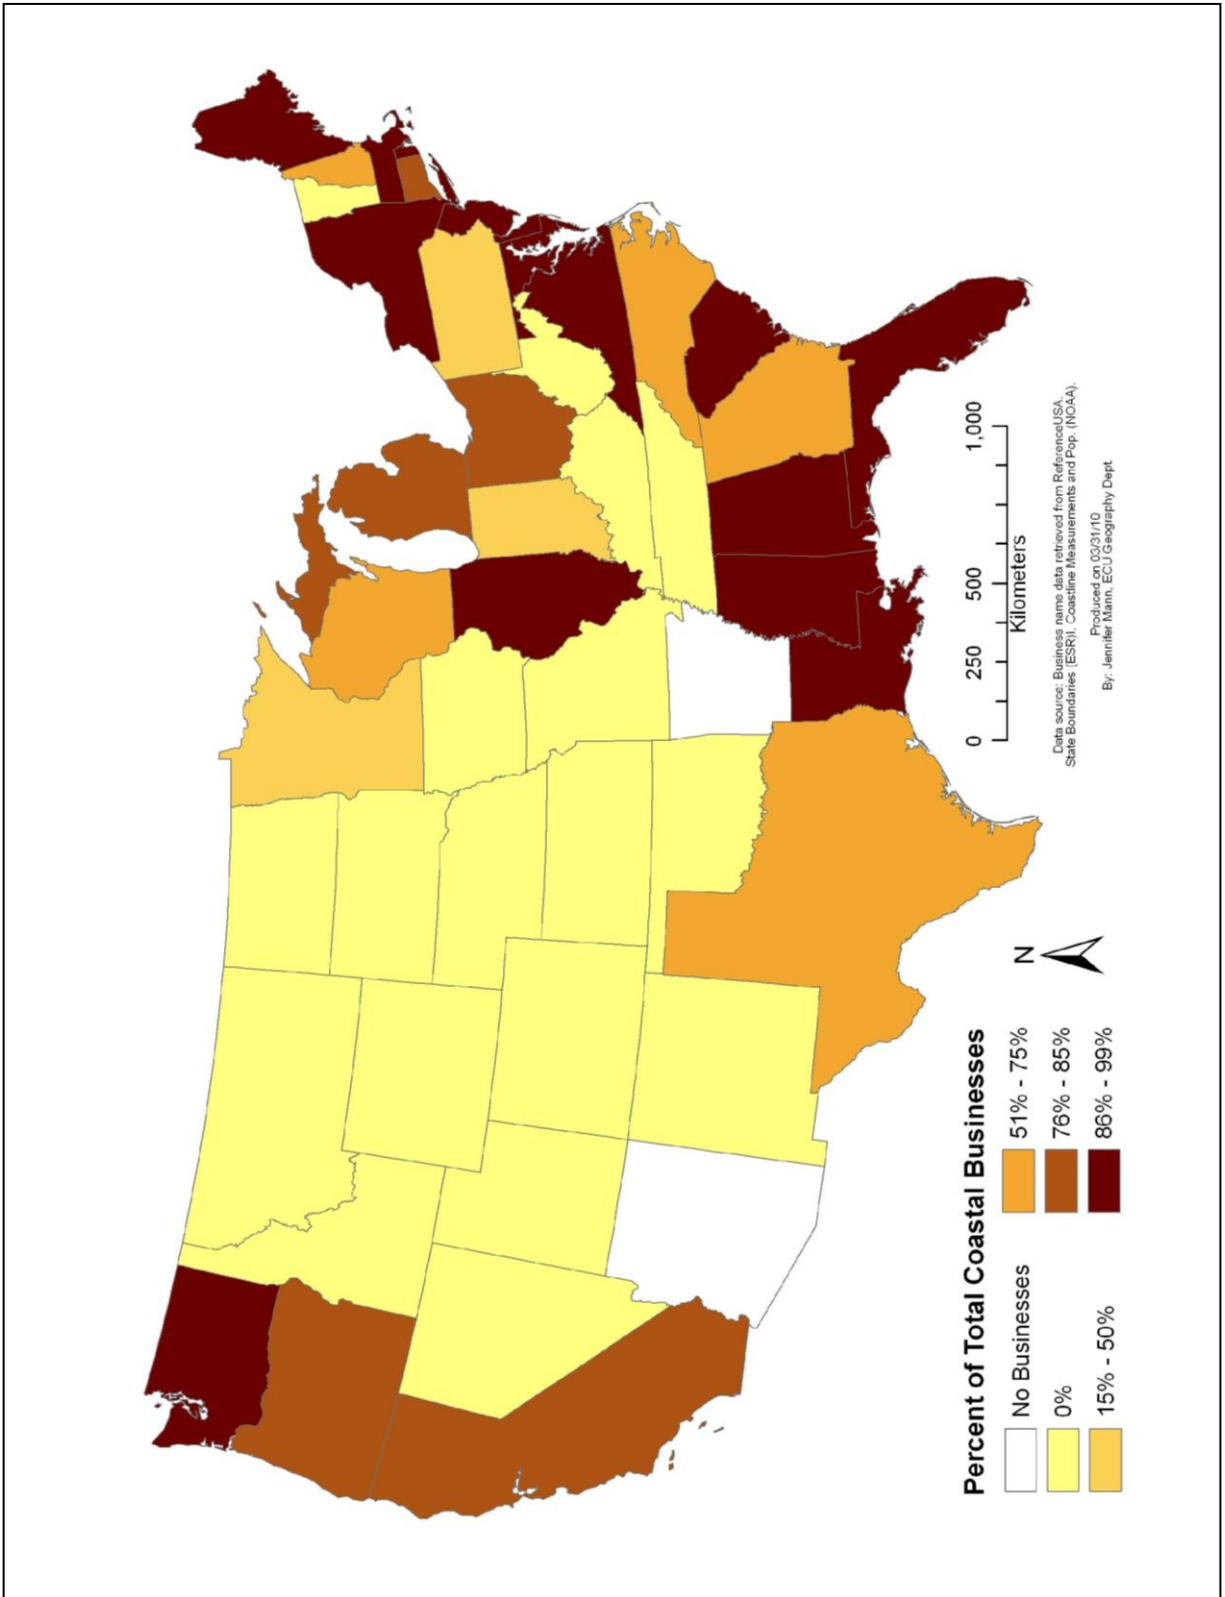 Percent of Total Coastal Businesses
No Businesses
0%
15% - 50%
51% - 75%
76% - 85%
86% - 99%
N
0 250 500 1,000
Kilometers
Data source: Business name data retrieved from ReferenceUSA.
State Boundaries (ESRI), Coastline Measurements and Pop. (NOAA).
Produced on 03/31/10
By: Jennifer Mann, ECU Geography Dept.